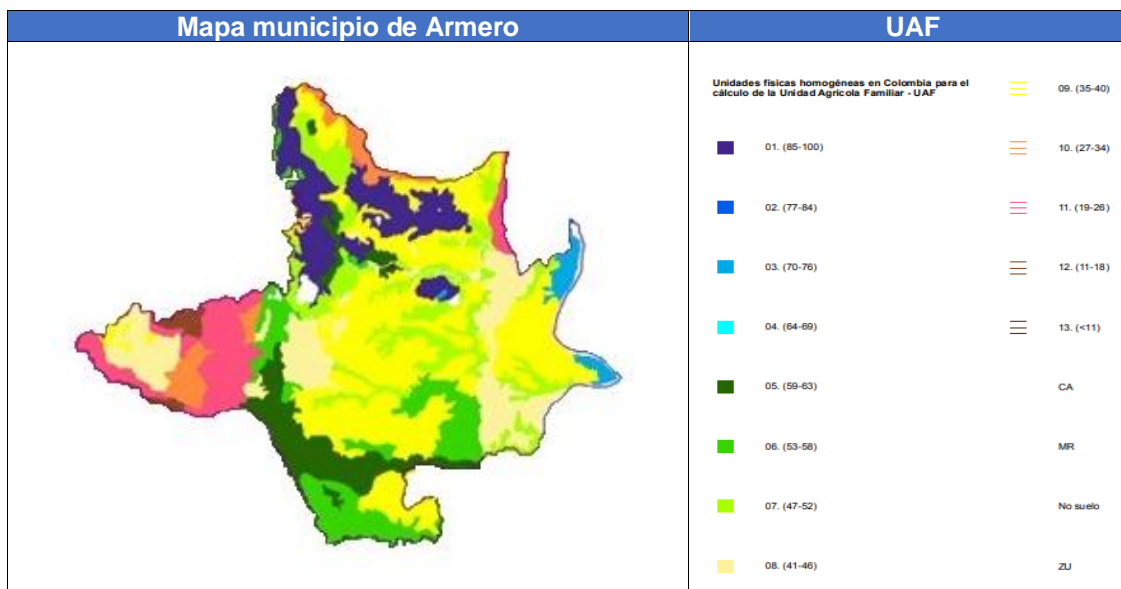 Mapa municipio de Armero
UAF
Unidades físicas homogéneas en Colombia para el
cálculo de la Unidad Agrícola Familiar - UAF
01. (85-100)
02. (77-84)
03. (70-76)
04. (64-69)
05. (59-63)
06. (53-58)
07. (47-52)
08. (41-46)
09. (35-40)
10. (27-34)
11. (19-26)
12. (11-18)
13. (<11)
CA
MR
No suelo
ZU